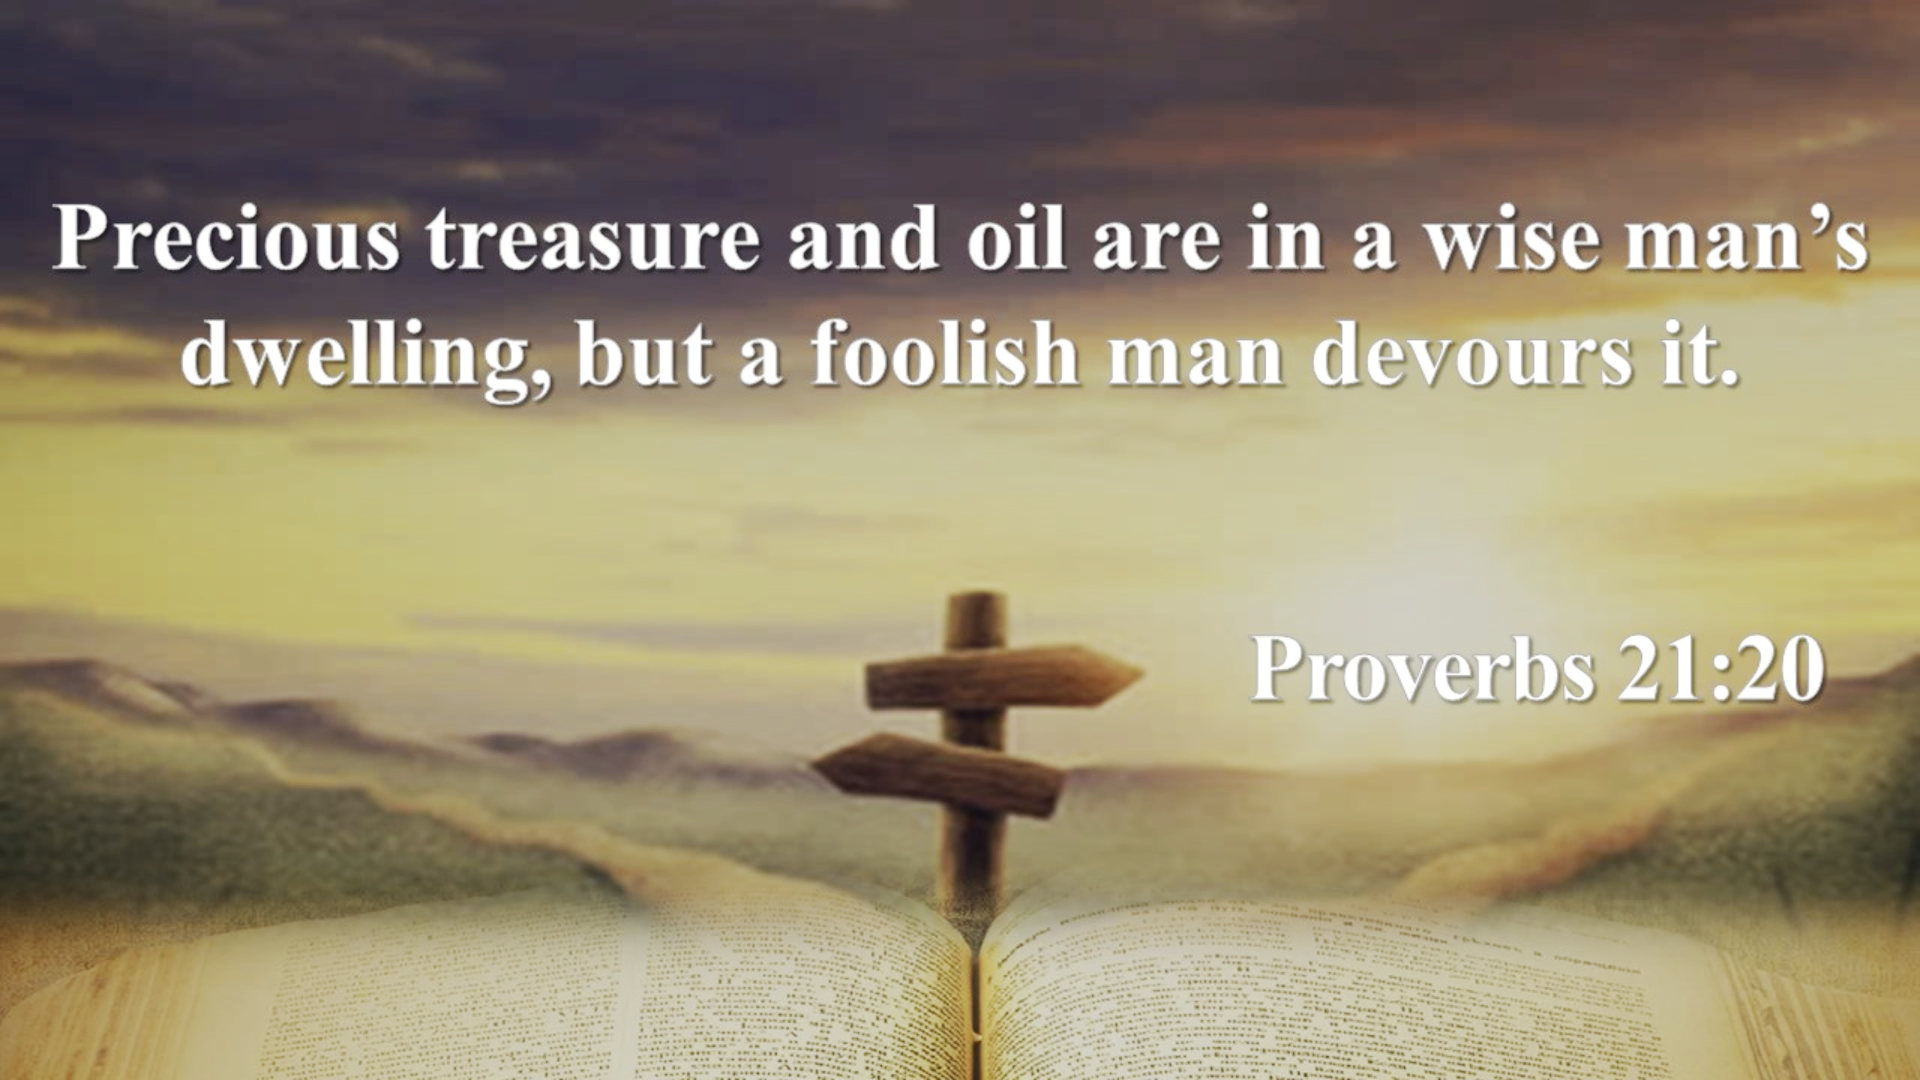 Precious treasure and oil are in a wise man’s
dwelling, but a foolish man devours it.
Proverbs 21:20